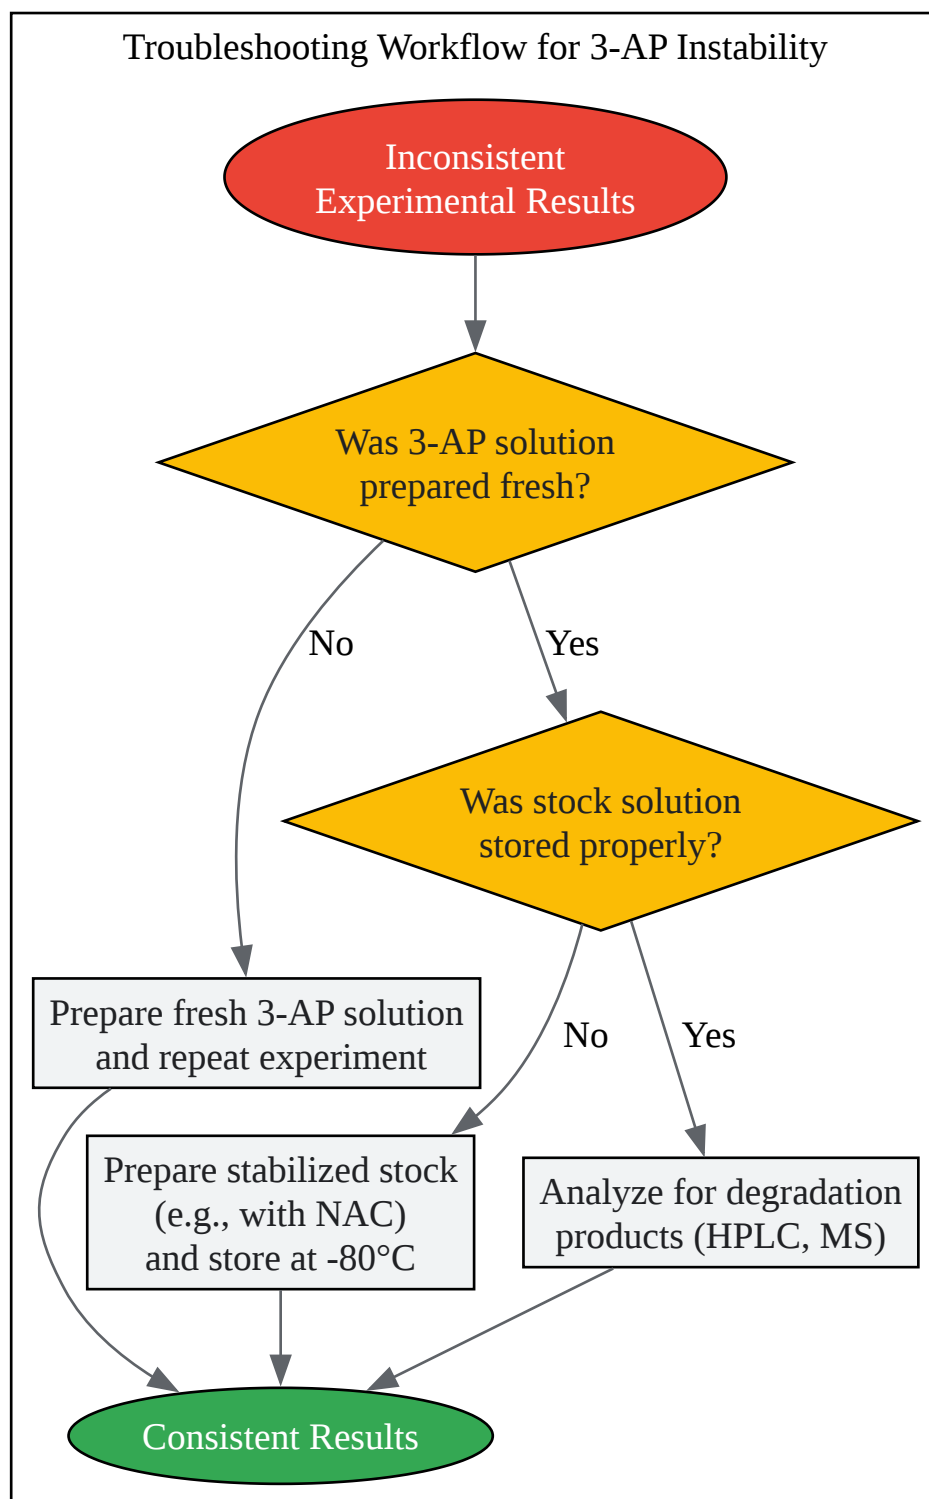 Troubleshooting Workflow for 3-AP Instability
Inconsistent
Experimental Results
Was 3-AP solution
prepared fresh?
No
Yes
Was stock solution
stored properly?
Prepare fresh 3-AP solution
and repeat experiment
No
Yes
Prepare stabilized stock
(e.g., with NAC)
and store at -80°C
Analyze for degradation
products (HPLC, MS)
Consistent Results